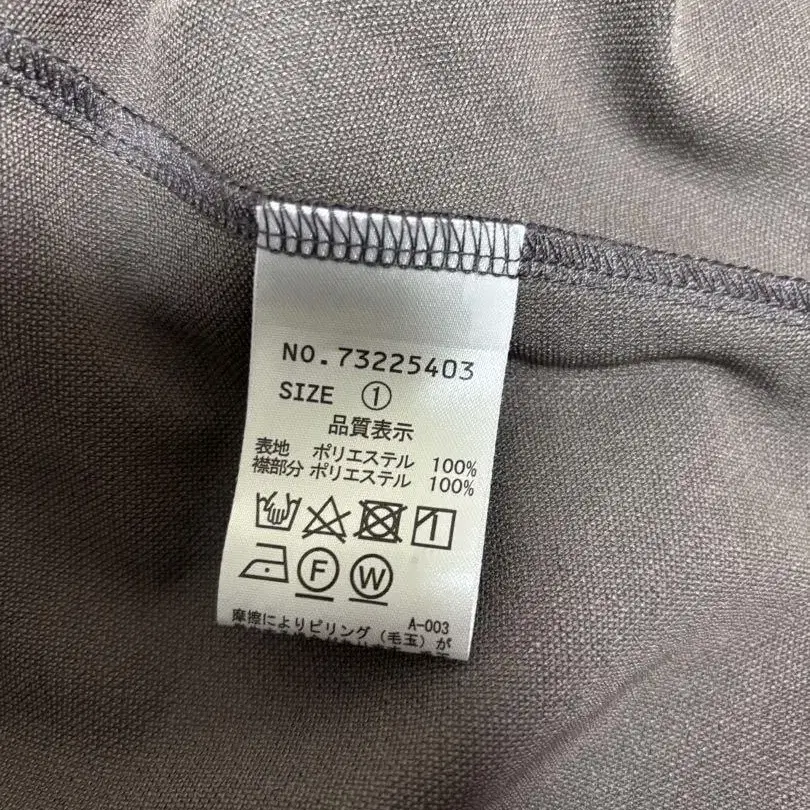 NO.73225403
SIZE ①
品質表示
表地 ポリエステル 100%
襟部分 ポリエステル 100%
F W
A-003
摩擦によりピリング(毛玉)が